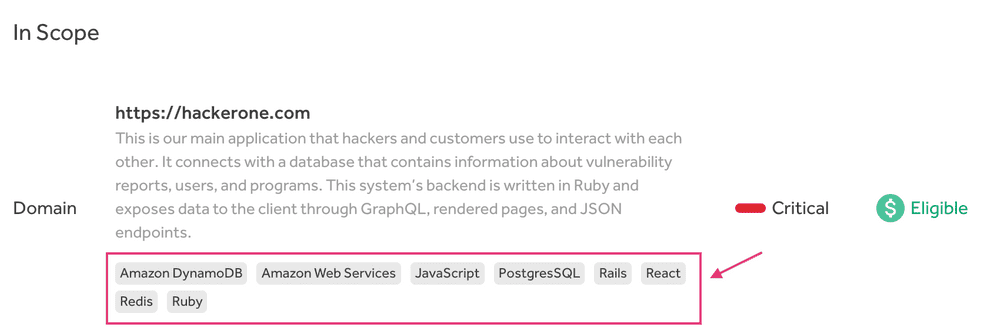 In Scope
https://hackerone.com
This is our main application that hackers and customers use to interact with each
other. It connects with a database that contains information about vulnerability
reports, users, and programs. This system's backend is written in Ruby and
Domain
exposes data to the client through GraphQL, rendered pages, and JSON
endpoints.
Critical
Eligible
Amazon DynamoDB Amazon Web Services JavaScript PostgresSQL Rails React
Redis Ruby